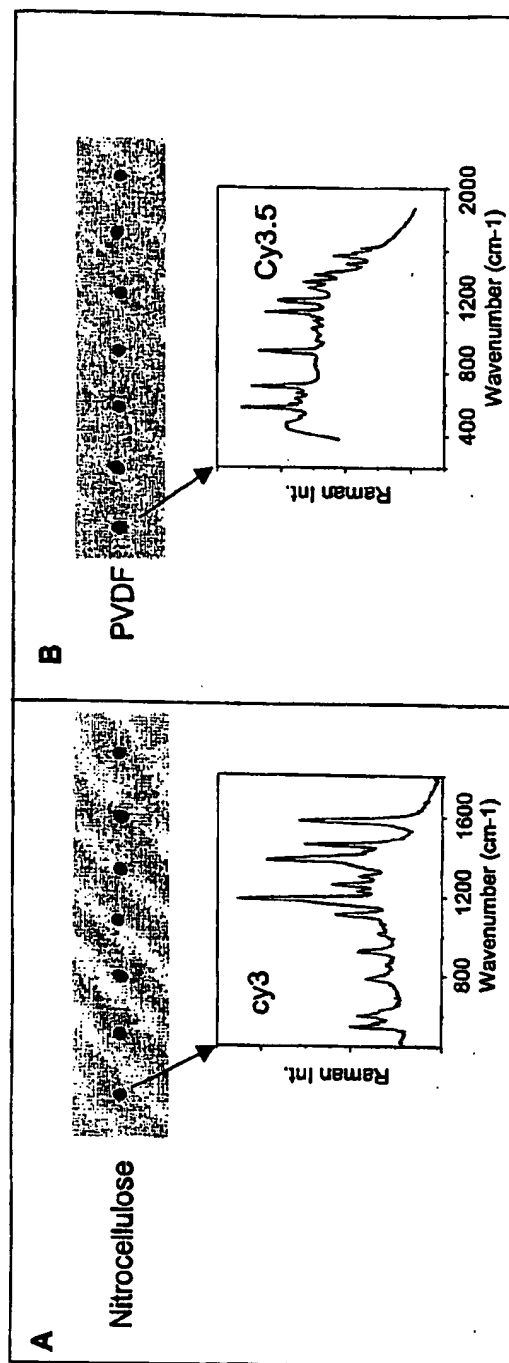 A
Nitrocellulose
cy3
Raman Int.
800
1200
1600
Wavenumber (cm-1)
B
PVDF
Cy3.5
Raman Int.
400
800
1200
2000
Wavenumber (cm-1)